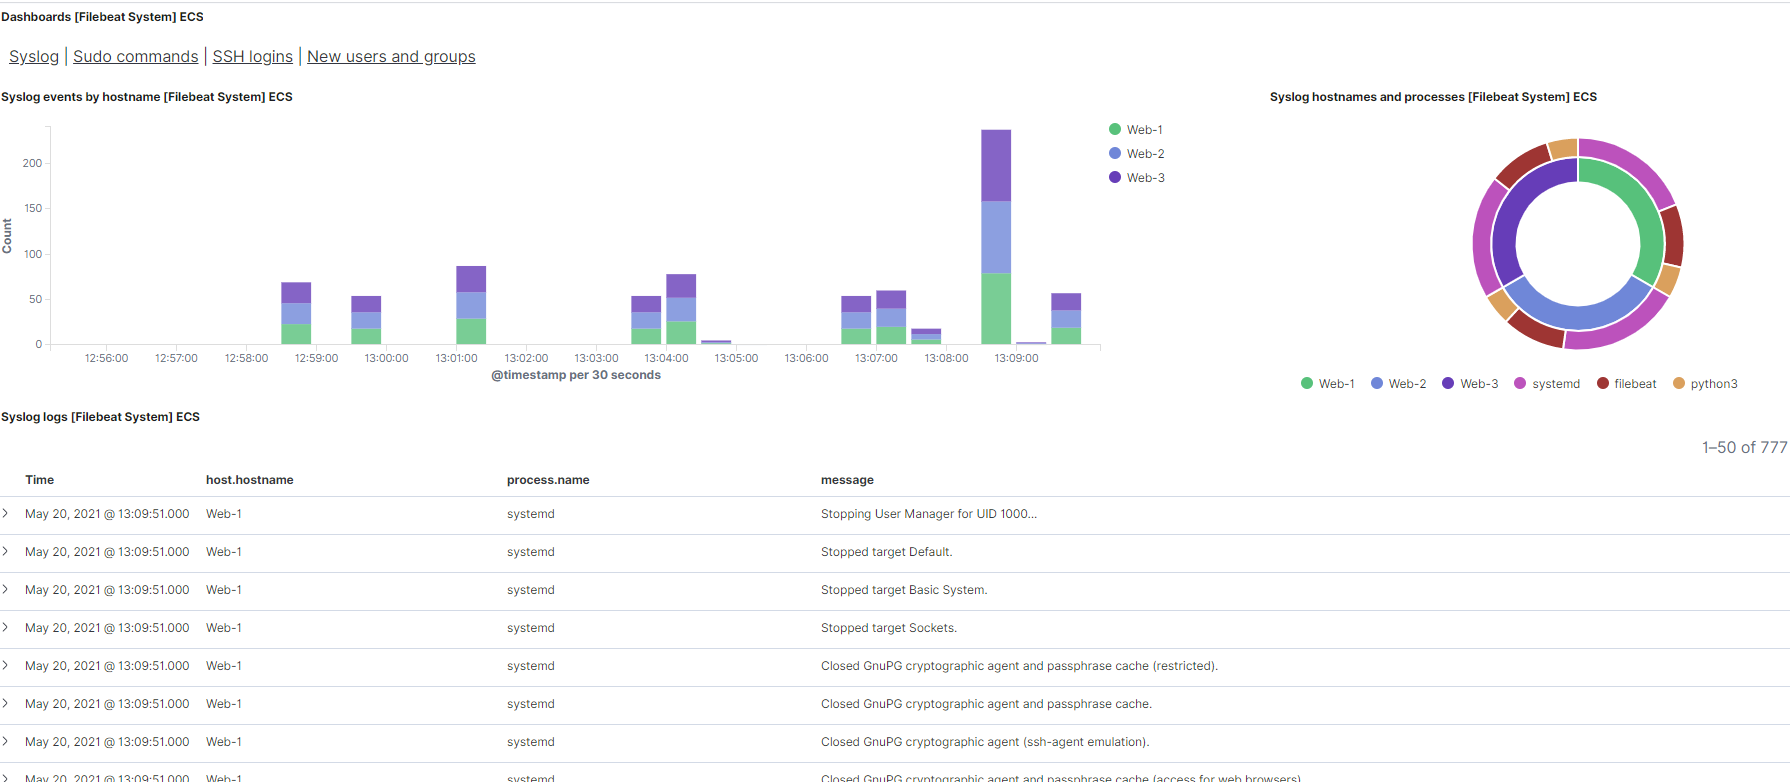 Dashboards [Filebeat System] ECS
Syslog | Sudo commands | SSH logins | New users and groups
Syslog events by hostname [Filebeat System] ECS
Syslog hostnames and processes [Filebeat System] ECS
Count
200
150
100
50
0
12:56:00 12:57:00 12:58:00 12:59:00 13:00:00 13:01:00 13:02:00 13:03:00 13:04:00 13:05:00 13:06:00 13:07:00 13:08:00 13:09:00
@timestamp per 30 seconds
Web-1
Web-2
Web-3
Web-1 Web-2 Web-3 systemd filebeat python3
Syslog logs [Filebeat System] ECS
1–50 of 777
Time host.hostname process.name message
May 20, 2021 @ 13:09:51.000 Web-1 systemd Stopping User Manager for UID 1000...
May 20, 2021 @ 13:09:51.000 Web-1 systemd Stopped target Default.
May 20, 2021 @ 13:09:51.000 Web-1 systemd Stopped target Basic System.
May 20, 2021 @ 13:09:51.000 Web-1 systemd Stopped target Sockets.
May 20, 2021 @ 13:09:51.000 Web-1 systemd Closed GnuPG cryptographic agent and passphrase cache (restricted).
May 20, 2021 @ 13:09:51.000 Web-1 systemd Closed GnuPG cryptographic agent and passphrase cache.
May 20, 2021 @ 13:09:51.000 Web-1 systemd Closed GnuPG cryptographic agent (ssh-agent emulation).
May 20, 2021 @ 13:09:51.000 Web-1 systemd Closed GnuPG cryptographic agent and passphrase cache (access for web browsers)